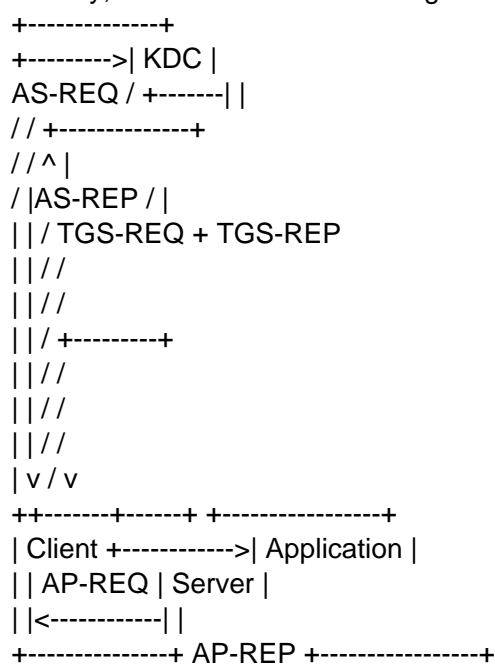 +--------------+
+--------->| KDC |
AS-REQ / +-------| |
/ / +--------------+
/ / ^ |
/ |AS-REP / |
| | / TGS-REQ + TGS-REP
| | / /
| | / /
| | / +---------+
| | / /
| | / /
| | / /
| v / v
++-------+------+ +-----------------+
| Client +------------>| Application |
| | AP-REQ | Server |
| |<------------| |
+---------------+ AP-REP +-----------------+